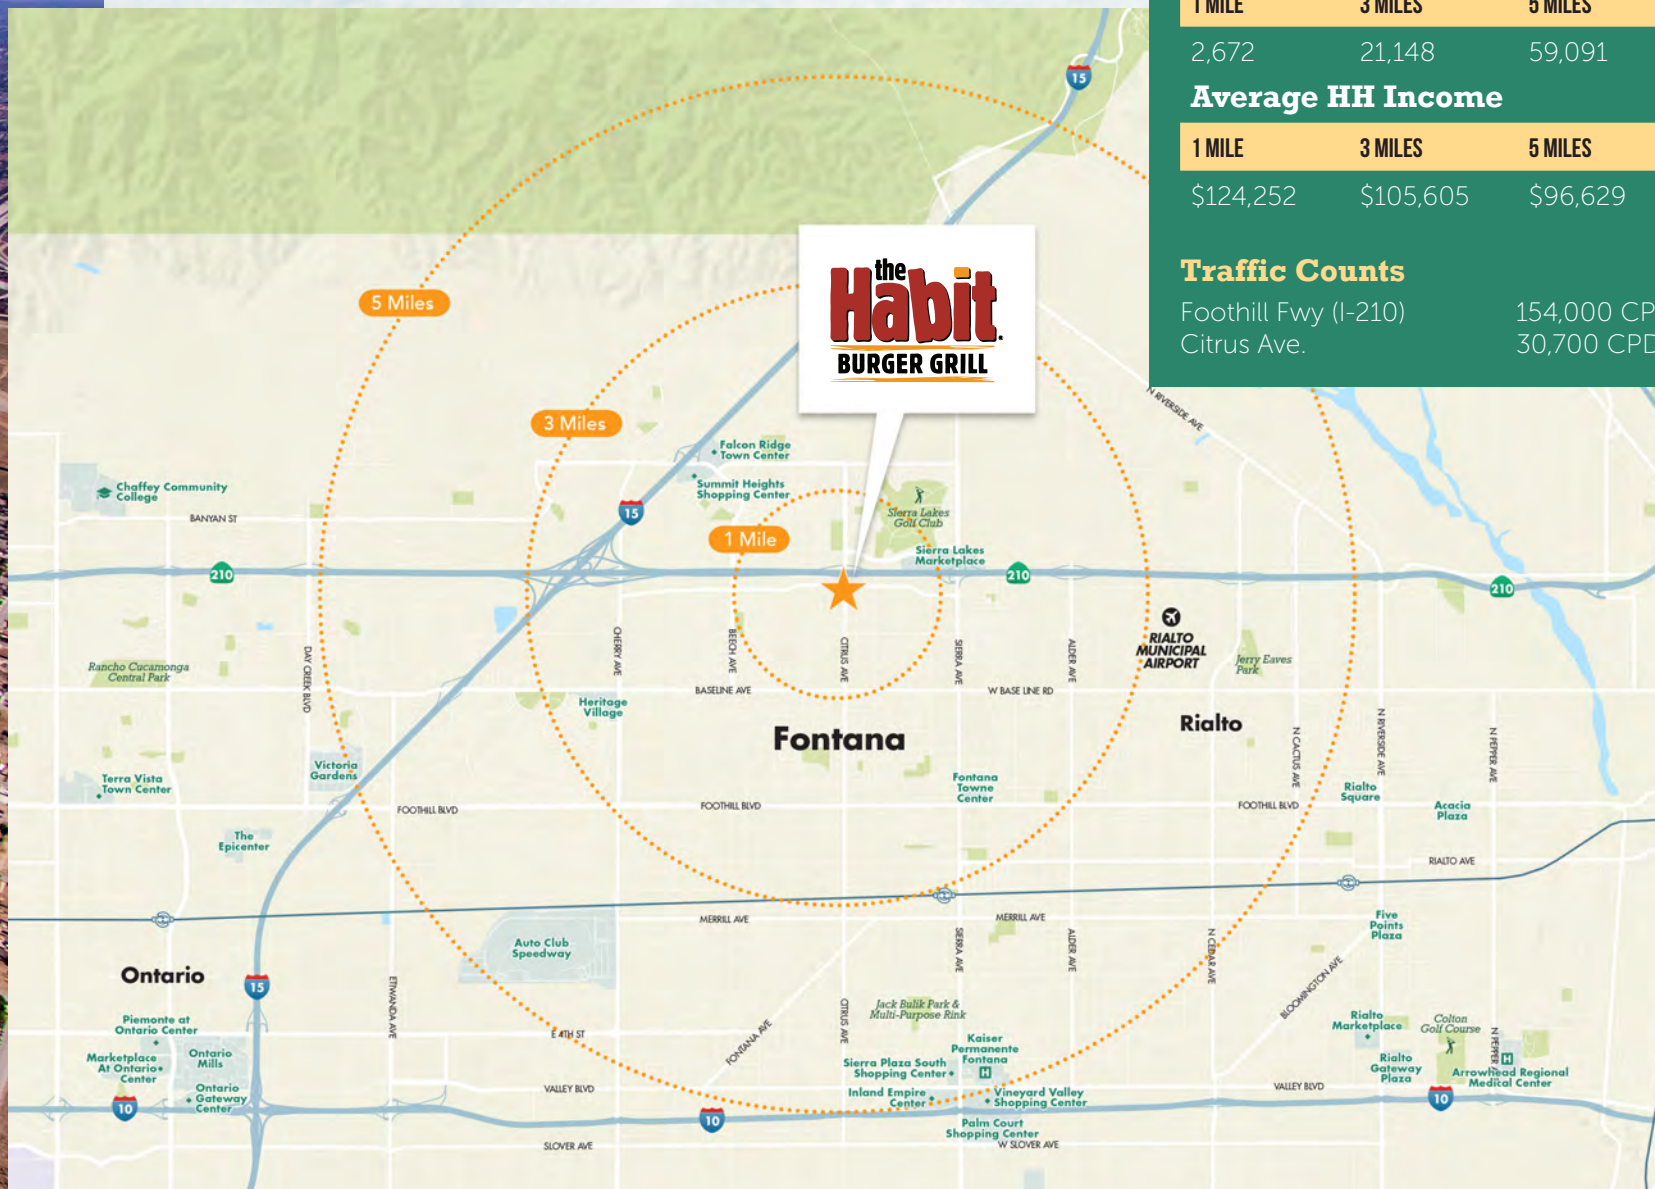 1 MILE 3 MILES 5 MILES
2,672 21,148 59,091
Average HH Income
1 MILE 3 MILES 5 MILES
$124,252 $105,605 $96,629
Traffic Counts
Foothill Fwy (I-210) 154,000 CP
Citrus Ave. 30,700 CPD
15
the
Habit
BURGER GRILL
5 Miles
3 Miles
N RIVERSIDE AVE
Falcon Ridge
Town Center
Summit Heights
Shopping Center
Chaffey Community
College
BANYAN ST
15
Sierra Lakes
Golf Club
1 Mile
Sierra Lakes
Marketplace
210
210
210
RIALTO
MUNICIPAL
AIRPORT
Jerry Eaves
Park
Rancho Cucamonga
Central Park
DAY CREEK BLVD
CHERRY AVE
BEECH AVE
CITRUS AVE
SIERRA AVE
ALDER AVE
BASELINE AVE
W BASE LINE RD
Heritage
Village
Fontana
Rialto
N CACTUS AVE
N RIVERSIDE AVE
N PEPPER AVE
Victoria
Gardens
Terra Vista
Town Center
Fontana
Towne
Center
Rialto
Square
Acacia
Plaza
FOOTHILL BLVD
FOOTHILL BLVD
FOOTHILL BLVD
The
Epicenter
RIALTO AVE
MERRILL AVE
MERRILL AVE
Five
Points
Plaza
Auto Club
Speedway
SIERRA AVE
ALDER AVE
N CEDAR AVE
BLOOMINGTON AVE
Ontario
15
ETIWANDA AVE
CITRUS AVE
Jack Bulik Park &
Multi-Purpose Rink
Piemonte at
Ontario Center
E 4TH ST
FONTANA AVE
Kaiser
Permanente
Fontana
H
Rialto
Marketplace
Colton
Golf Course
N PEPPER
H
Marketplace
At Ontario
Center
Ontario
Mills
Ontario
Gateway
Center
Sierra Plaza South
Shopping Center
Rialto
Gateway
Plaza
Arrowhead Regional
Medical Center
VALLEY BLVD
VALLEY BLVD
Inland Empire
Center
Vineyard Valley
Shopping Center
10
10
10
Palm Court
Shopping Center
SLOVER AVE
W SLOVER AVE